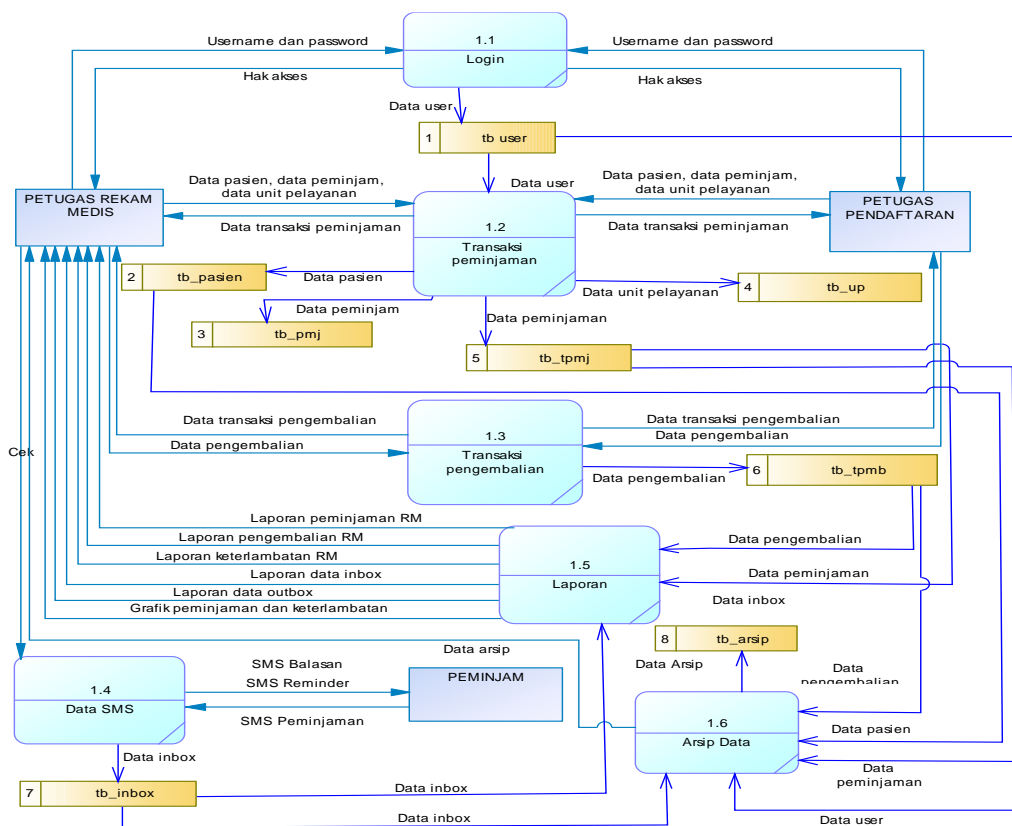 1.1
Login
Username dan password
Username dan password
Hak akses
Hak akses
Data user
1 tb user
Data pasien, data peminjam,
data unit pelayanan
Data user
Data pasien, data peminjam,
data unit pelayanan
PETUGAS REKAM
MEDIS
PETUGAS
PENDAFTARAN
Data transaksi peminjaman
1.2
Transaksi
peminjaman
Data transaksi peminjaman
2 tb_pasien
Data pasien
Data unit pelayanan
4 tb_up
Data peminjam
3 tb_pmj
Data peminjaman
5 tb_tpmj
Data transaksi pengembalian
Data transaksi pengembalian
Cek
Data pengembalian
1.3
Transaksi
pengembalian
Data pengembalian
Data pengembalian
6 tb_tpmb
Laporan peminjaman RM
Laporan pengembalian RM
Laporan keterlambatan RM
Laporan data inbox
Laporan data outbox
Grafik peminjaman dan keterlambatan
1.5
Laporan
Data pengembalian
Data peminjaman
Data inbox
8 tb_arsip
Data arsip
Data Arsip
Data
pengembalian
1.4
Data SMS
SMS Balasan
SMS Reminder
SMS Peminjaman
PEMINJAM
1.6
Arsip Data
Data pasien
Data
peminjaman
Data inbox
7 tb_inbox
Data inbox
Data inbox
Data user